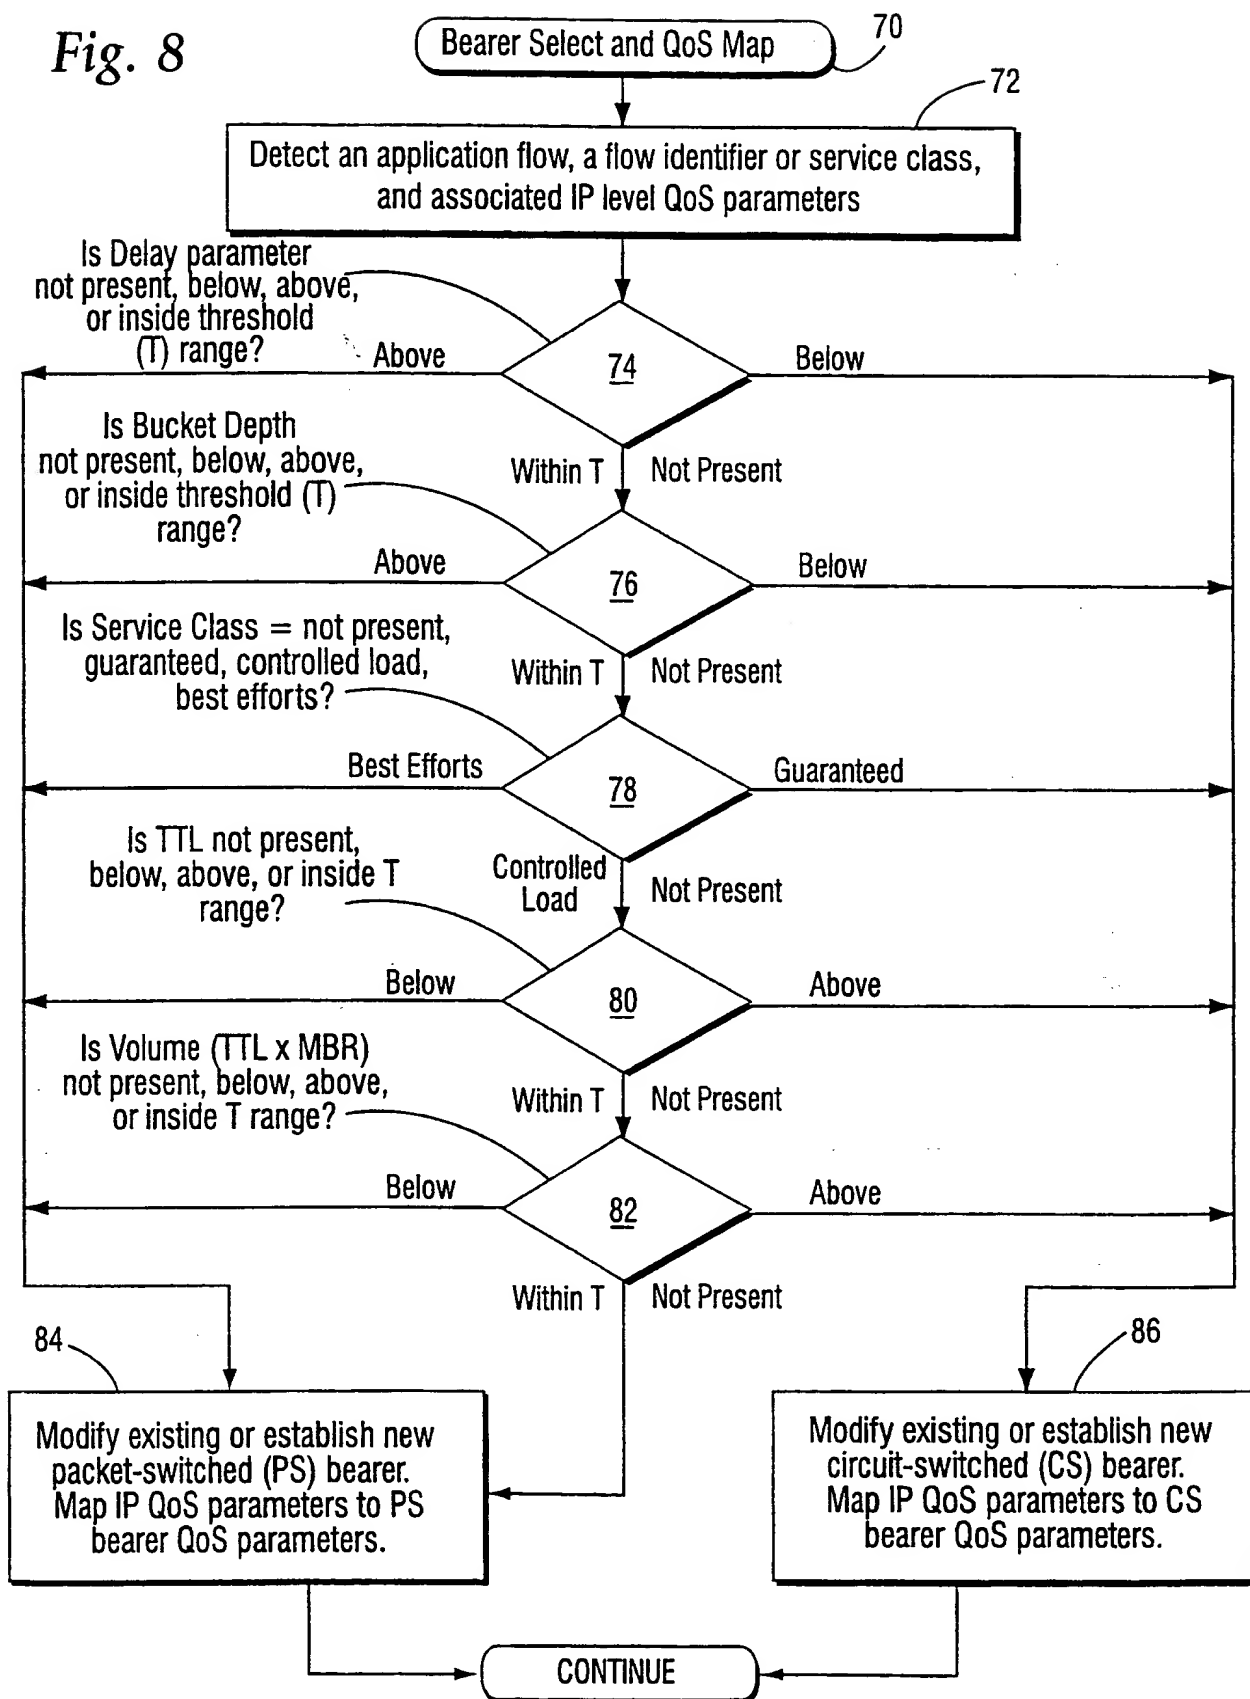 Fig. 8
Bearer Select and QoS Map
70
72
Detect an application flow, a flow identifier or service class,
and associated IP level QoS parameters
Is Delay parameter
not present, below, above,
or inside threshold
(T) range?
Above
74
Below
Within T
Not Present
Is Bucket Depth
not present, below, above,
or inside threshold (T)
range?
Above
76
Below
Within T
Not Present
Is Service Class = not present,
guaranteed, controlled load,
best efforts?
Best Efforts
78
Guaranteed
Controlled
Load
Not Present
Is TTL not present,
below, above, or inside T
range?
Below
80
Above
Within T
Not Present
Is Volume (TTL x MBR)
not present, below, above,
or inside T range?
Below
82
Above
Within T
Not Present
84
Modify existing or establish new
packet-switched (PS) bearer.
Map IP QoS parameters to PS
bearer QoS parameters.
86
Modify existing or establish new
circuit-switched (CS) bearer.
Map IP QoS parameters to CS
bearer QoS parameters.
CONTINUE